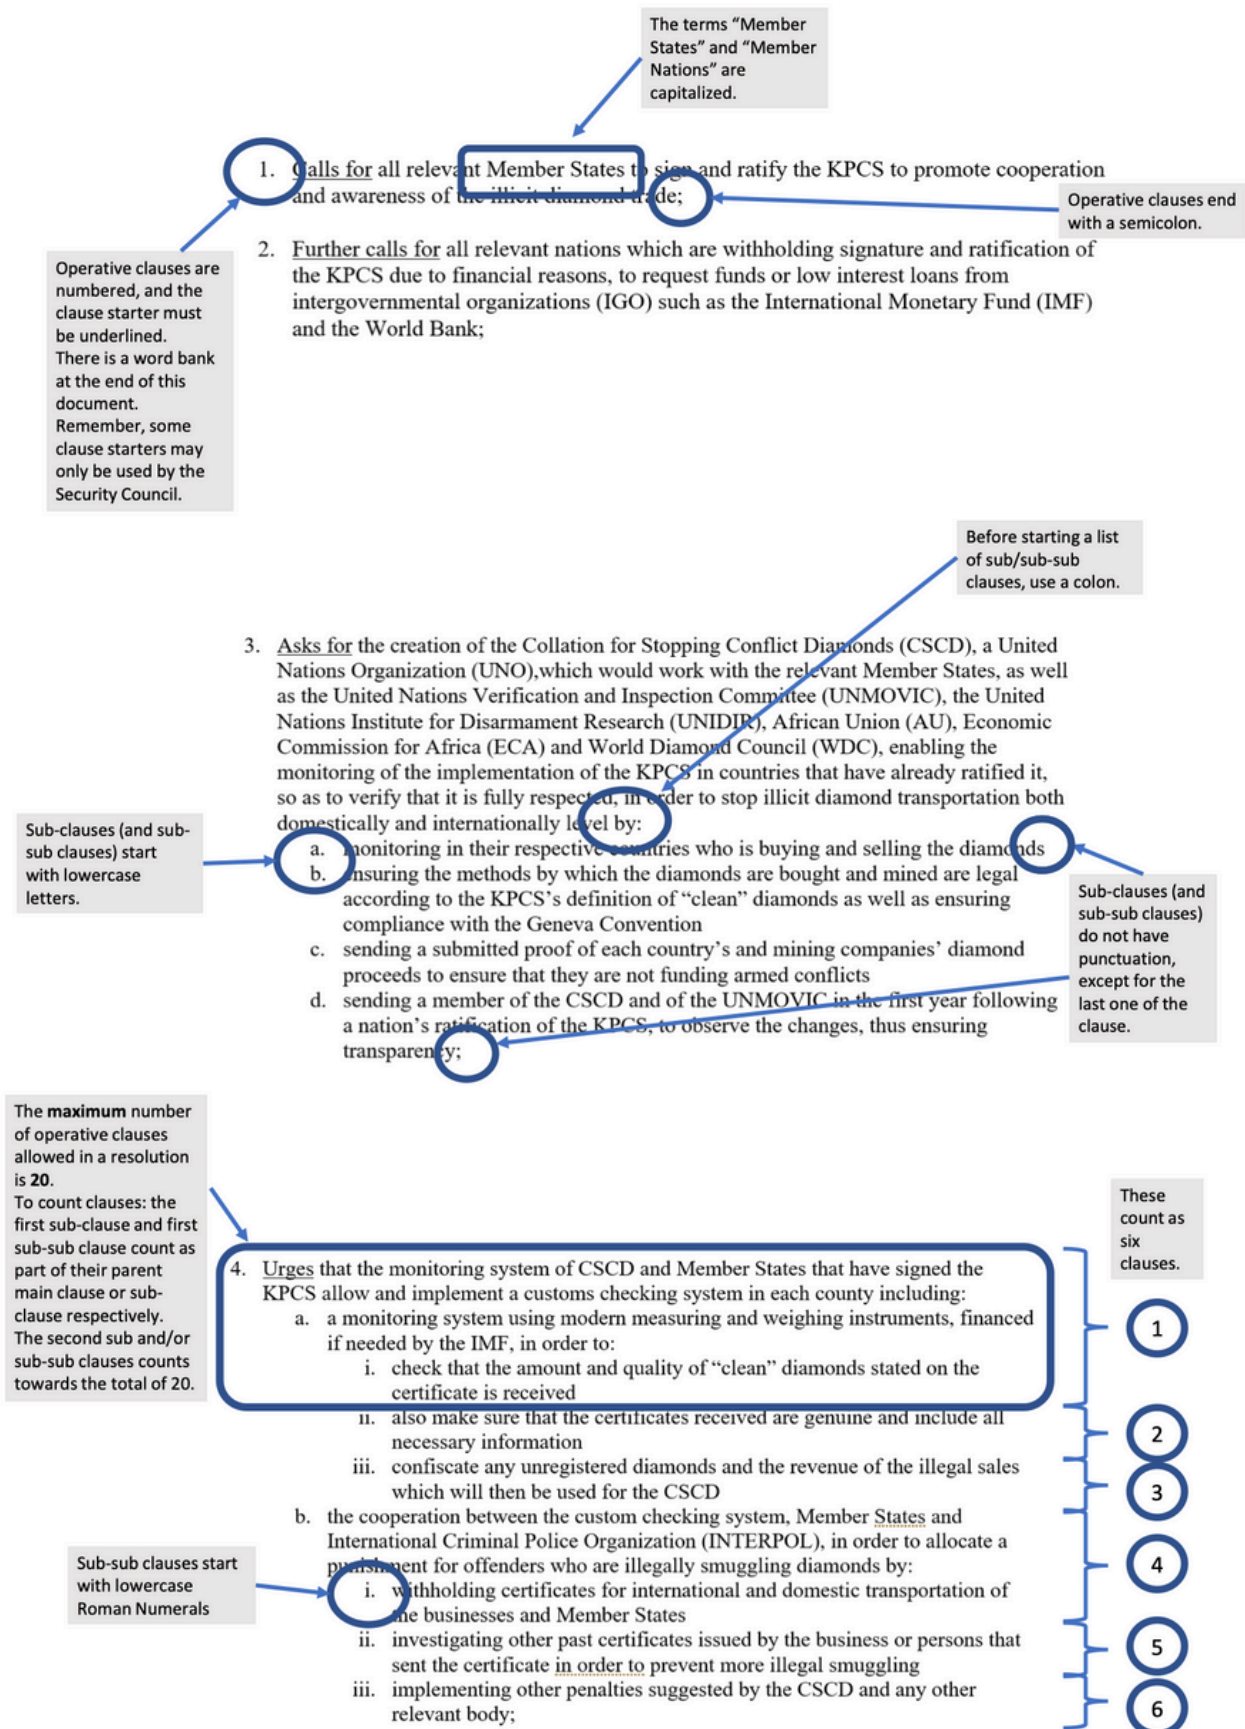 The terms “Member
States” and “Member
Nations” are
capitalized.
1. Calls for all relevant Member States to sign and ratify the KPCS to promote cooperation
and awareness of the illicit diamond trade;
Operative clauses end
with a semicolon.
Operative clauses are
numbered, and the
clause starter must
be underlined.
There is a word bank
at the end of this
document.
Remember, some
clause starters may
only be used by the
Security Council.
2. Further calls for all relevant nations which are withholding signature and ratification of
the KPCS due to financial reasons, to request funds or low interest loans from
intergovernmental organizations (IGO) such as the International Monetary Fund (IMF)
and the World Bank;
Before starting a list
of sub/sub-sub
clauses, use a colon.
3. Asks for the creation of the Collation for Stopping Conflict Diamonds (CSCD), a United
Nations Organization (UNO),which would work with the relevant Member States, as well
as the United Nations Verification and Inspection Committee (UNMOVIC), the United
Nations Institute for Disarmament Research (UNIDIR), African Union (AU), Economic
Commission for Africa (ECA) and World Diamond Council (WDC), enabling the
monitoring of the implementation of the KPCS in countries that have already ratified it,
so as to verify that it is fully respected, in order to stop illicit diamond transportation both
domestically and internationally level by:
a. monitoring in their respective countries who is buying and selling the diamonds
b. ensuring the methods by which the diamonds are bought and mined are legal
according to the KPCS’s definition of “clean” diamonds as well as ensuring
compliance with the Geneva Convention
c. sending a submitted proof of each country’s and mining companies’ diamond
proceeds to ensure that they are not funding armed conflicts
d. sending a member of the CSCD and of the UNMOVIC in the first year following
a nation’s ratification of the KPCS, to observe the changes, thus ensuring
transparency;
Sub-clauses (and sub-
sub clauses) start
with lowercase
letters.
Sub-clauses (and
sub-sub clauses)
do not have
punctuation,
except for the
last one of the
clause.
The maximum number
of operative clauses
allowed in a resolution
is 20.
To count clauses: the
first sub-clause and first
sub-sub clause count as
part of their parent
main clause or sub-
clause respectively.
The second sub and/or
sub-sub clauses counts
towards the total of 20.
These
count as
six
clauses.
4. Urges that the monitoring system of CSCD and Member States that have signed the
KPCS allow and implement a customs checking system in each county including:
a. a monitoring system using modern measuring and weighing instruments, financed
if needed by the IMF, in order to:
i. check that the amount and quality of “clean” diamonds stated on the
certificate is received
ii. also make sure that the certificates received are genuine and include all
necessary information
iii. confiscate any unregistered diamonds and the revenue of the illegal sales
which will then be used for the CSCD
b. the cooperation between the custom checking system, Member States and
International Criminal Police Organization (INTERPOL), in order to allocate a
punishment for offenders who are illegally smuggling diamonds by:
i. withholding certificates for international and domestic transportation of
the businesses and Member States
ii. investigating other past certificates issued by the business or persons that
sent the certificate in order to prevent more illegal smuggling
iii. implementing other penalties suggested by the CSCD and any other
relevant body;
Sub-sub clauses start
with lowercase
Roman Numerals
1
2
3
4
5
6